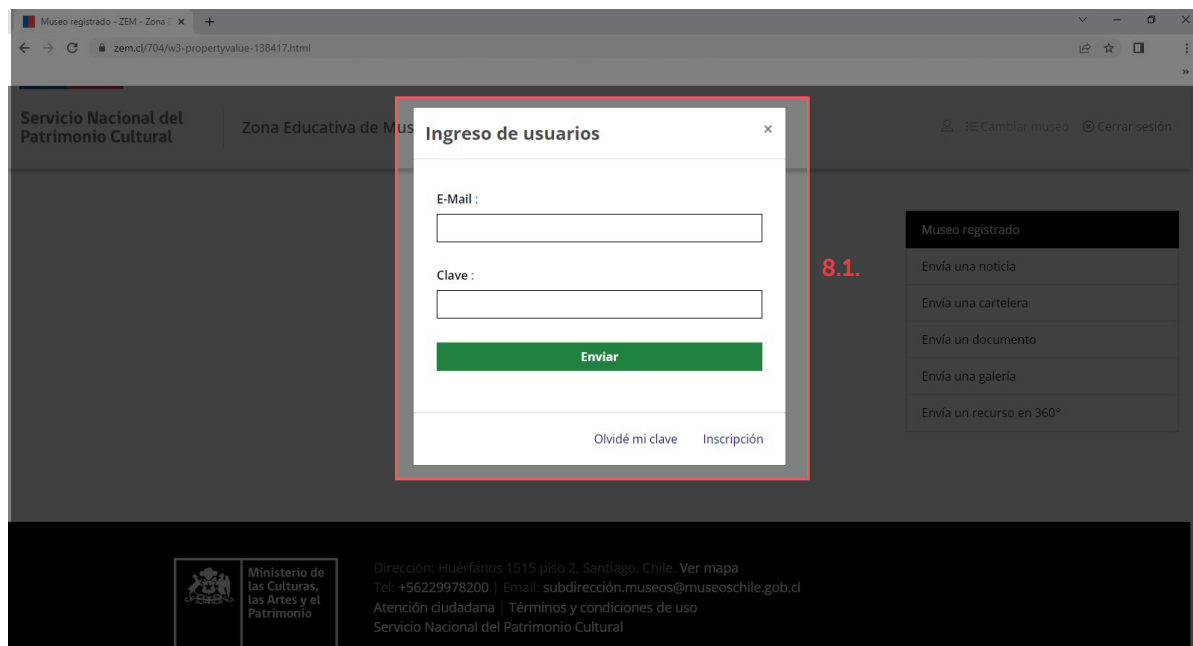 Museo registrado - ZEM - Zona
zem.cl/704/w3-propertyvalue-138417.html
Servicio Nacional del
Patrimonio Cultural
Zona Educativa de Mus
Cambiar museo
Cerrar sesión
Ingreso de usuarios
×
E-Mail :
Clave :
Enviar
Olvidé mi clave
Inscripción
8.1.
Museo registrado
Envía una noticia
Envía una cartelera
Envía un documento
Envía una galería
Envía un recurso en 360°
Ministerio de
las Culturas,
las Artes y el
Patrimonio
Dirección: Huérfanos 1515 piso 2, Santiago, Chile. Ver mapa
Tel: +56229978200 | Email: subdirección.museos@museoschile.gob.cl
Atención ciudadana | Términos y condiciones de uso
Servicio Nacional del Patrimonio Cultural